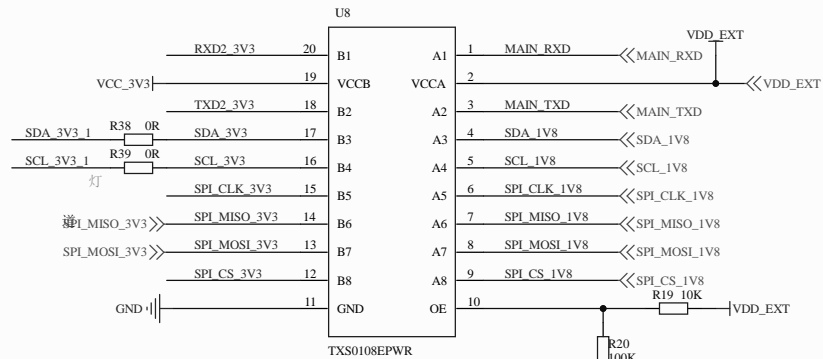 U8
RXD2_3V3 20 B1 A1 1 MAIN_RXD MAIN_RXD
VDD_EXT
VCC_3V3 19 VCCB VCCA 2 VDD_EXT
TXD2_3V3 18 B2 A2 3 MAIN_TXD MAIN_TXD
SDA_3V3_1 R38 0R SDA_3V3 17 B3 A3 4 SDA_1V8 SDA_1V8
SCL_3V3_1 R39 0R SCL_3V3 16 B4 A4 5 SCL_1V8 SCL_1V8
灯
SPI_CLK_3V3 15 B5 A5 6 SPI_CLK_1V8 SPI_CLK_1V8
SPI_MISO_3V3 SPI_MISO_3V3 14 B6 A6 7 SPI_MISO_1V8 SPI_MISO_1V8
SPI_MOSI_3V3 SPI_MOSI_3V3 13 B7 A7 8 SPI_MOSI_1V8 SPI_MOSI_1V8
SPI_CS_3V3 12 B8 A8 9 SPI_CS_1V8 SPI_CS_1V8
GND 11 GND OE 10 R19 10K VDD_EXT
R20
100K
TXS0108EPWR